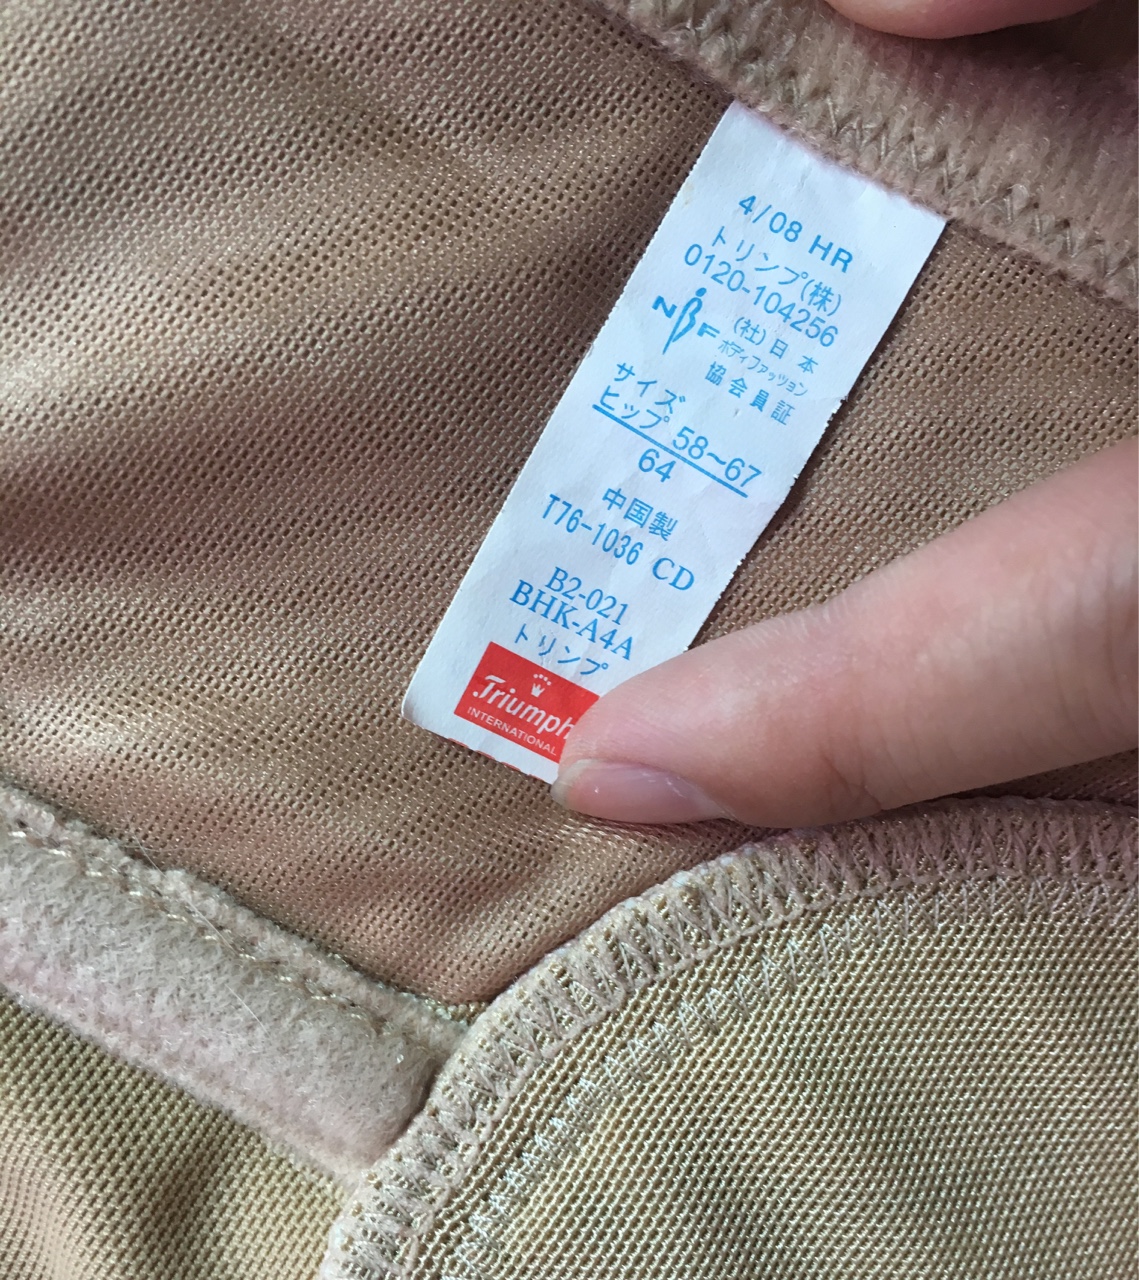 4/08 HR
トリンプ(株)
0120-104256
NBF
(社)日本
ボディファッション
協会員証
サイズ
ヒップ 58~67
64
中国製
T76-1036 CD
B2-021
BHK-A4A
トリンプ
Triumph
INTERNATIONAL